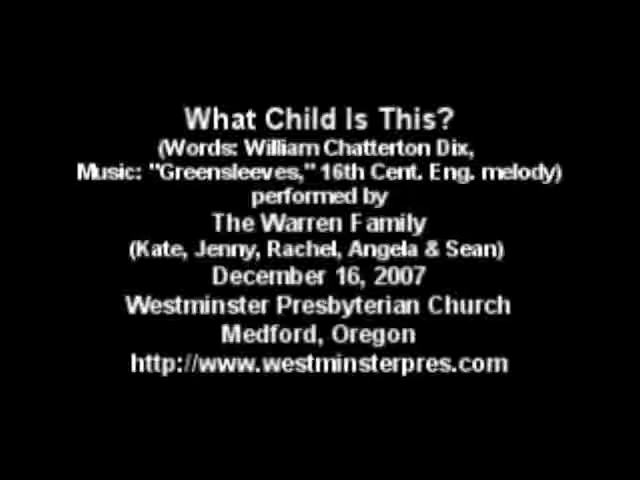 What Child Is This?
(Words: William Chatterton Dix,
Music: "Greensleeves," 16th Cent. Eng. melody)
performed by
The Warren Family
(Kate, Jenny, Rachel, Angela & Sean)
December 16, 2007
Westminster Presbyterian Church
Medford, Oregon
http://www.westminsterpres.com